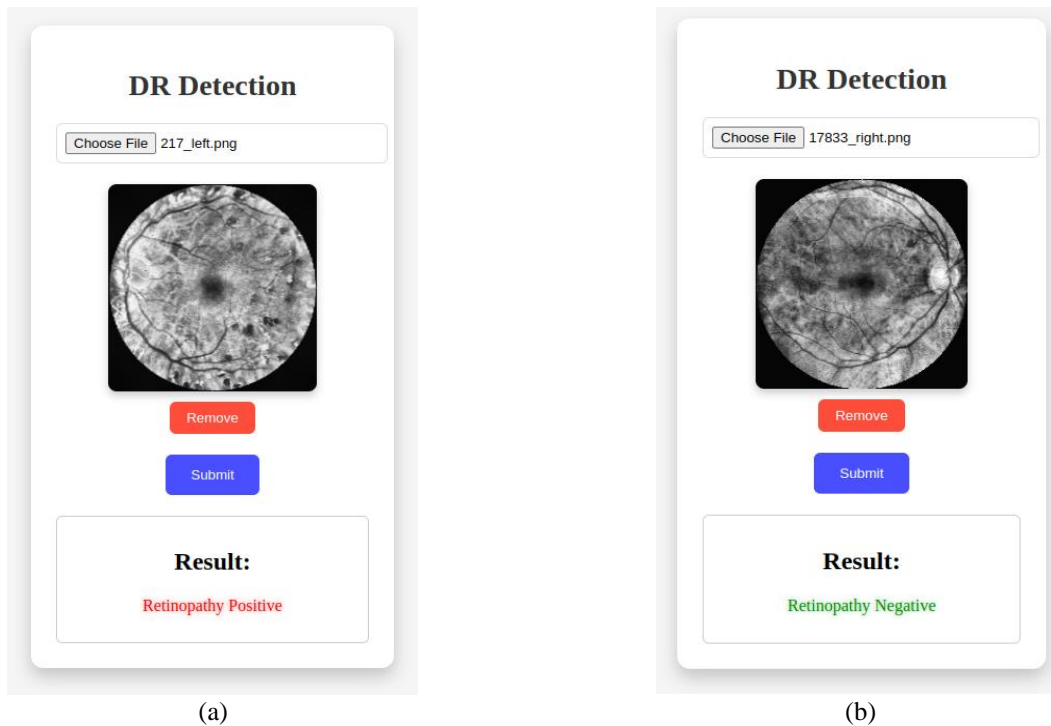 DR Detection
Choose File 217_left.png
Remove
Submit
Result:
Retinopathy Positive
(a)
DR Detection
Choose File 17833_right.png
Remove
Submit
Result:
Retinopathy Negative
(b)